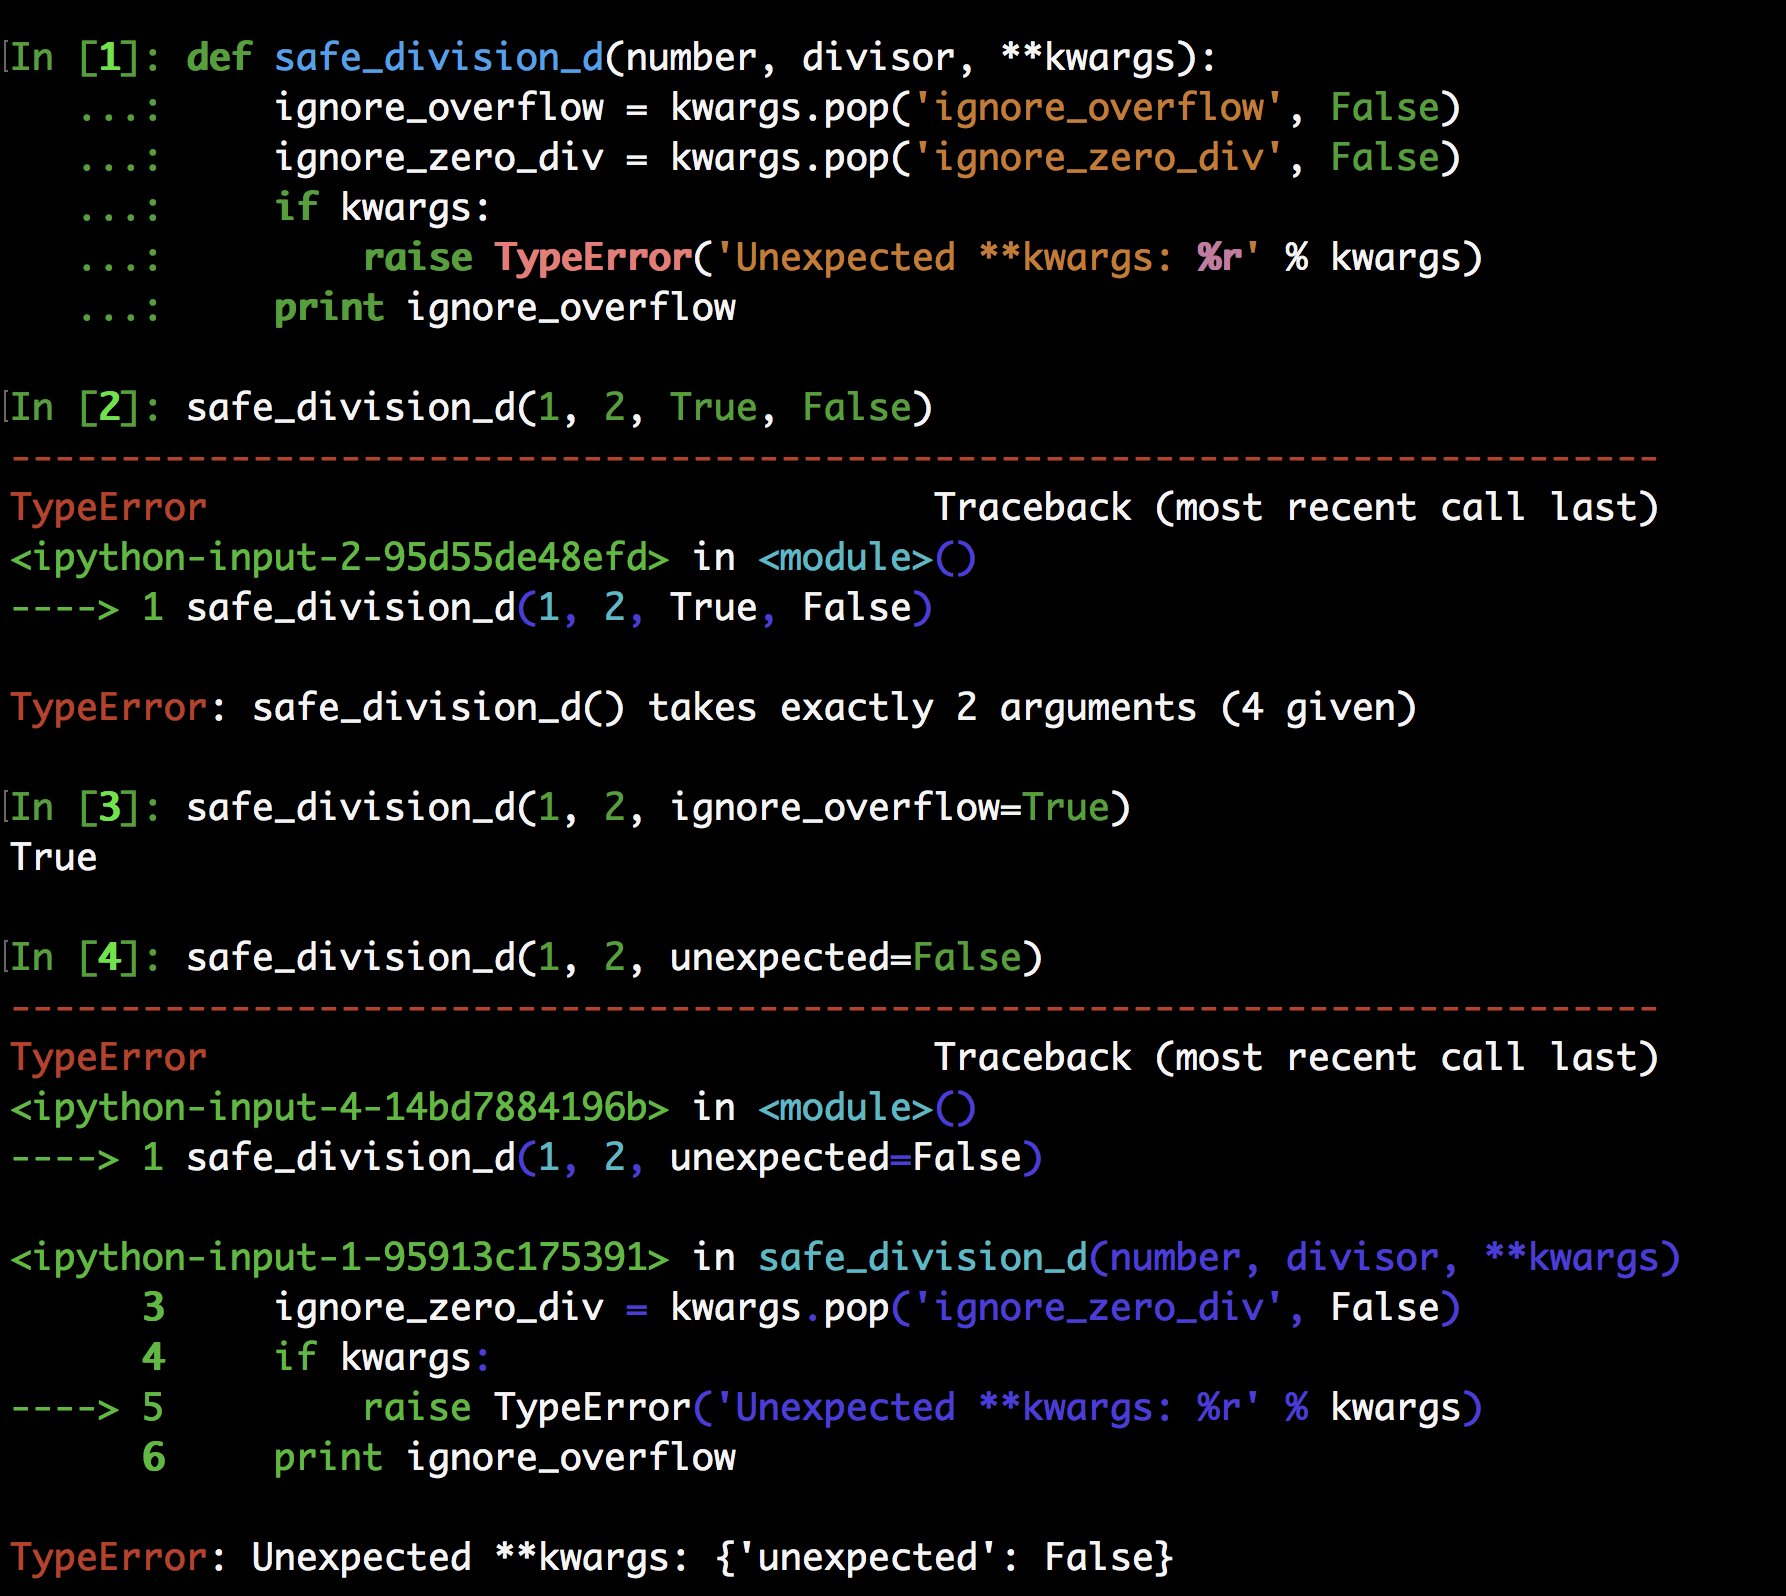 In [1]: def safe_division_d(number, divisor, **kwargs):
   ...:     ignore_overflow = kwargs.pop('ignore_overflow', False)
   ...:     ignore_zero_div = kwargs.pop('ignore_zero_div', False)
   ...:     if kwargs:
   ...:         raise TypeError('Unexpected **kwargs: %r' % kwargs)
   ...:     print ignore_overflow

In [2]: safe_division_d(1, 2, True, False)
---------------------------------------------------------------------------
TypeError                                 Traceback (most recent call last)
<ipython-input-2-95d55de48efd> in <module>()
----> 1 safe_division_d(1, 2, True, False)

TypeError: safe_division_d() takes exactly 2 arguments (4 given)

In [3]: safe_division_d(1, 2, ignore_overflow=True)
True

In [4]: safe_division_d(1, 2, unexpected=False)
---------------------------------------------------------------------------
TypeError                                 Traceback (most recent call last)
<ipython-input-4-14bd7884196b> in <module>()
----> 1 safe_division_d(1, 2, unexpected=False)

<ipython-input-1-95913c175391> in safe_division_d(number, divisor, **kwargs)
      3     ignore_zero_div = kwargs.pop('ignore_zero_div', False)
      4     if kwargs:
----> 5         raise TypeError('Unexpected **kwargs: %r' % kwargs)
      6     print ignore_overflow

TypeError: Unexpected **kwargs: {'unexpected': False}